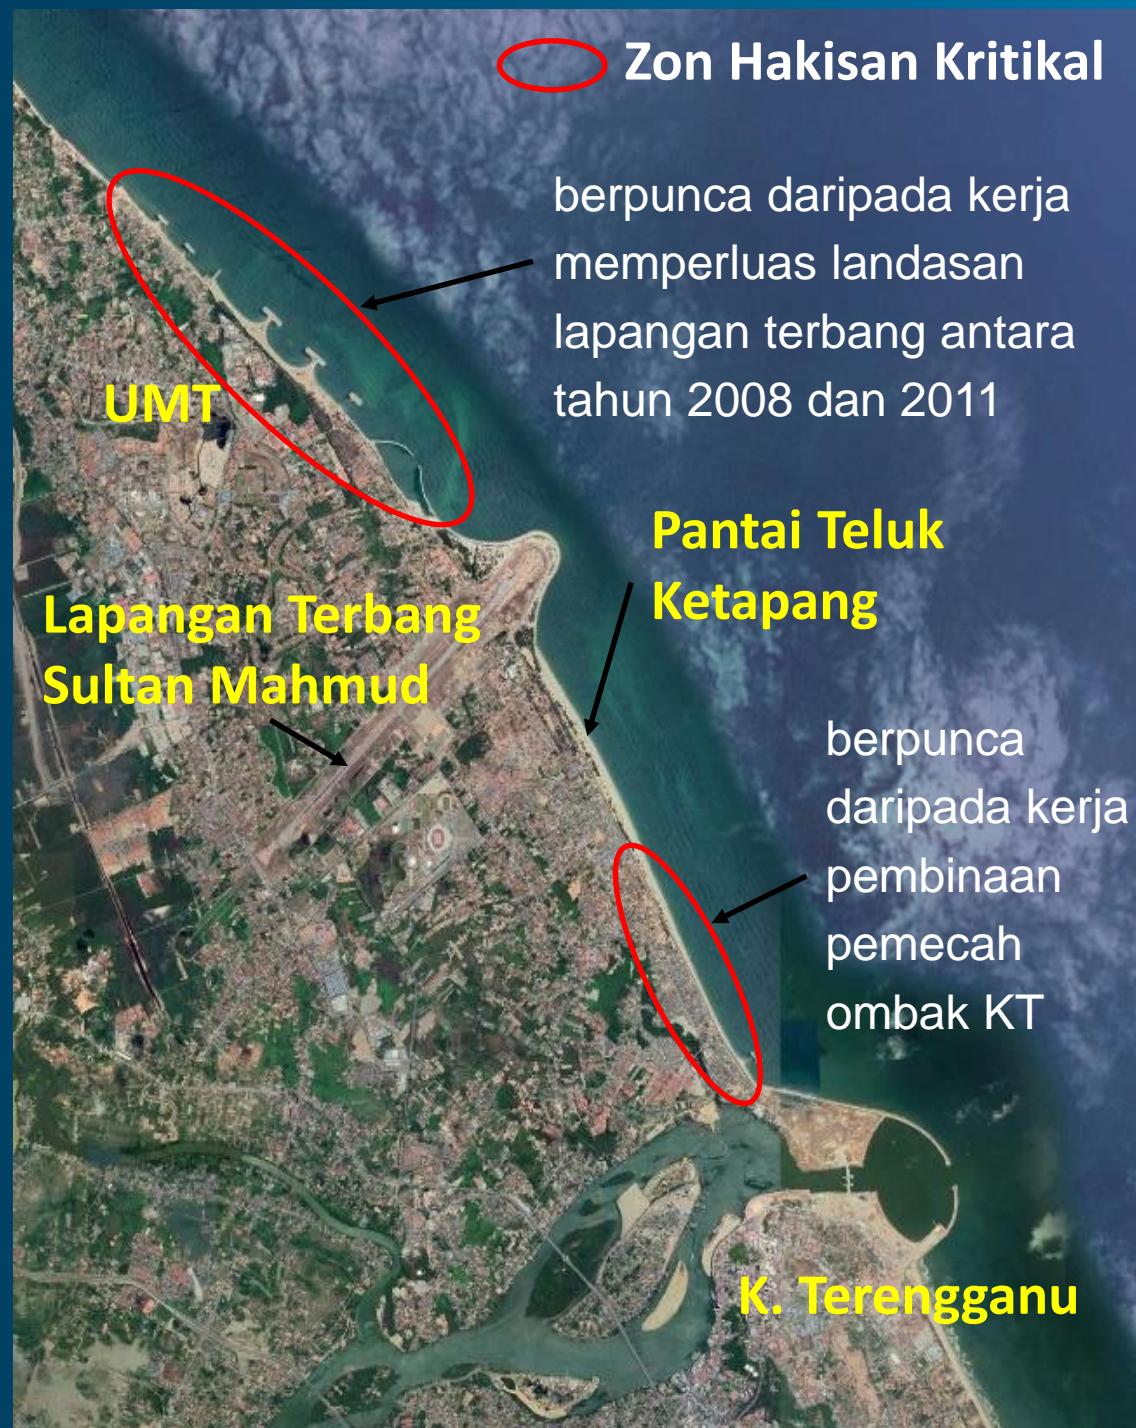 Zon Hakisan Kritikal
berpunca daripada kerja
memperluas landasan
lapangan terbang antara
tahun 2008 dan 2011
UMT
Pantai Teluk
Ketapang
Lapangan Terbang
Sultan Mahmud
berpunca
daripada kerja
pembinaan
pemecah
ombak KT
K. Terengganu